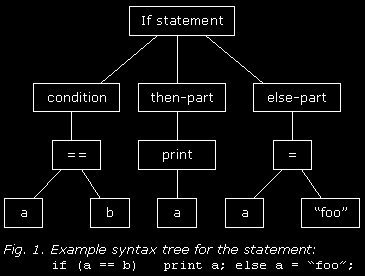 If statement
condition then-part else-part
== print =
a b a a “foo”
Fig. 1. Example syntax tree for the statement:
if (a == b) print a; else a = “foo”;